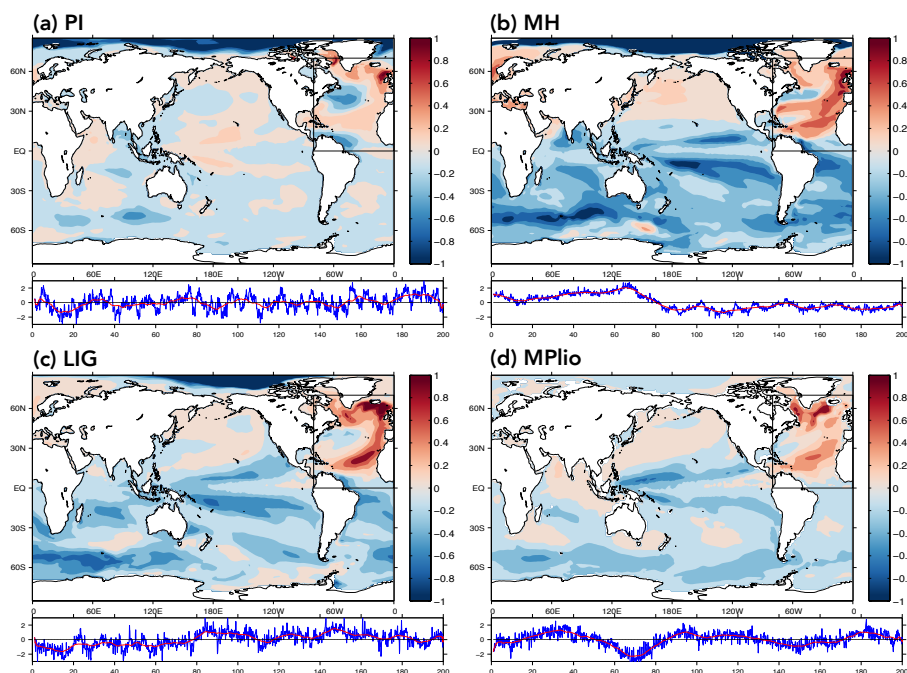 (a) PI
60N
30N
EQ
30S
60S
0 60E 120E 180E 120W 60W 0
1
0.8
0.6
0.4
0.2
0
−0.2
−0.4
−0.6
−0.8
−1
2
0
−2
0 20 40 60 80 100 120 140 160 180 200
(b) MH
60N
30N
EQ
30S
60S
0 60E 120E 180E 120W 60W 0
1
0.8
0.6
0.4
0.2
0
−0.2
−0.4
−0.6
−0.8
−1
2
0
−2
0 20 40 60 80 100 120 140 160 180 200
(c) LIG
60N
30N
EQ
30S
60S
0 60E 120E 180E 120W 60W 0
1
0.8
0.6
0.4
0.2
0
−0.2
−0.4
−0.6
−0.8
−1
2
0
−2
0 20 40 60 80 100 120 140 160 180 200
(d) MPlio
60N
30N
EQ
30S
60S
0 60E 120E 180E 120W 60W 0
1
0.8
0.6
0.4
0.2
0
−0.2
−0.4
−0.6
−0.8
−1
2
0
−2
0 20 40 60 80 100 120 140 160 180 200